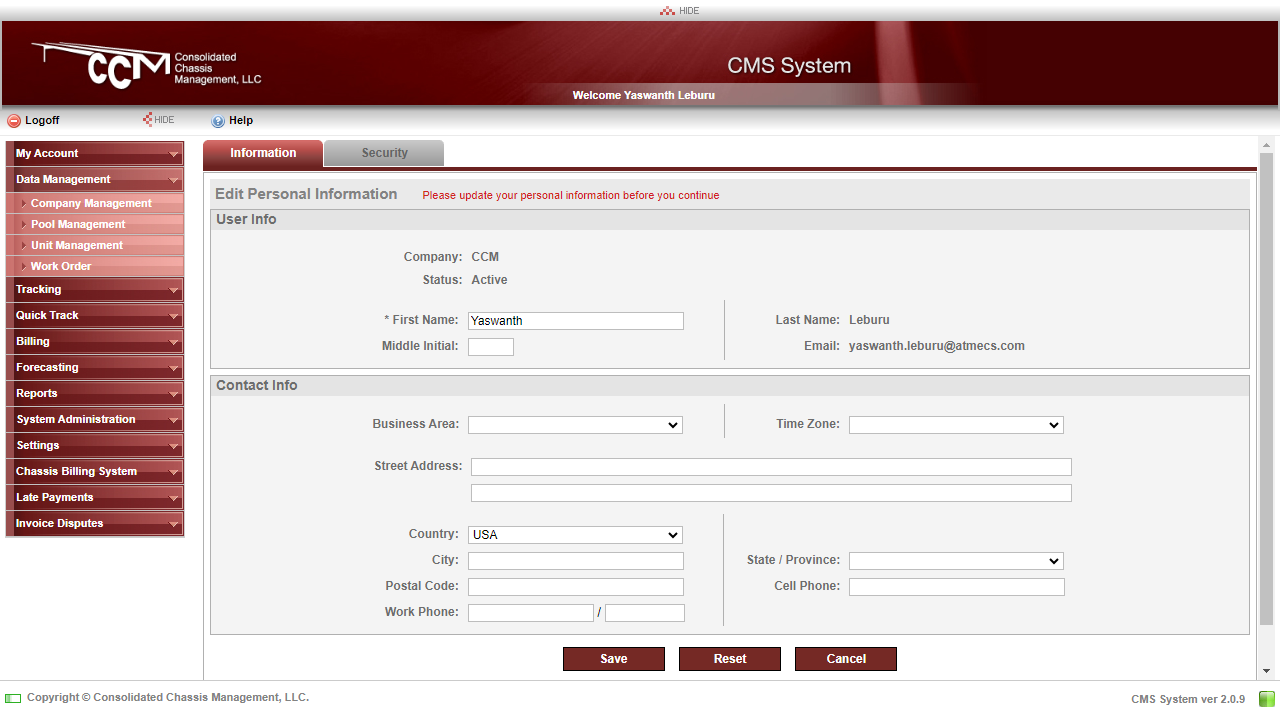 HIDE
CCM
Consolidated
Chassis
Management, LLC
CMS System
Welcome Yaswanth Leburu
Logoff
HIDE
Help
My Account
Data Management
Company Management
Pool Management
Unit Management
Work Order
Tracking
Quick Track
Billing
Forecasting
Reports
System Administration
Settings
Chassis Billing System
Late Payments
Invoice Disputes
Information Security
Edit Personal Information Please update your personal information before you continue
User Info
Company: CCM
Status: Active
* First Name: Yaswanth Last Name: Leburu
Middle Initial: Email: yaswanth.leburu@atmecs.com
Contact Info
Business Area: Time Zone:
Street Address:
Country: USA
City: State / Province:
Postal Code: Cell Phone:
Work Phone: /
Save Reset Cancel
Copyright © Consolidated Chassis Management, LLC. CMS System ver 2.0.9